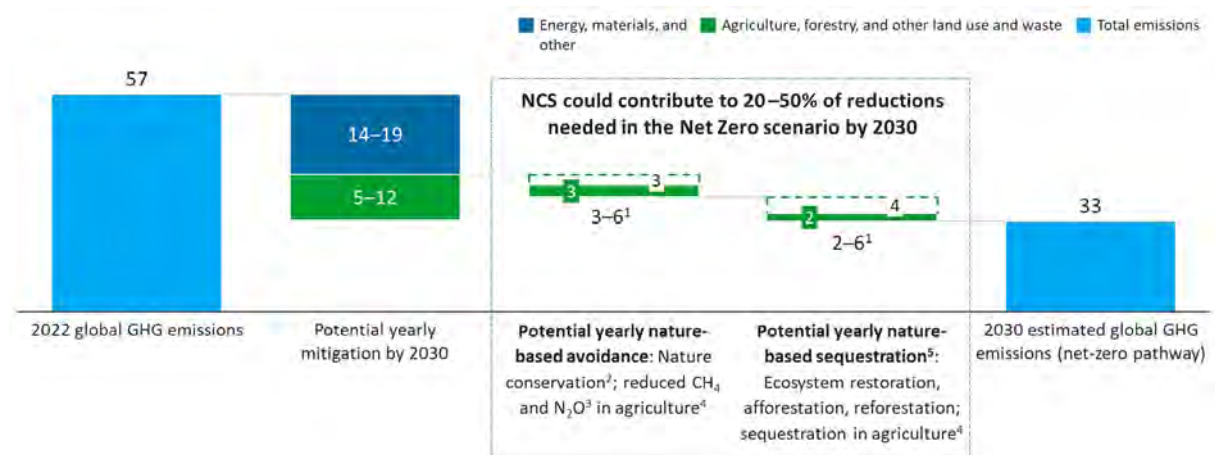 Energy, materials, and other
Agriculture, forestry, and other land use and waste
Total emissions
57
NCS could contribute to 20–50% of reductions
needed in the Net Zero scenario by 2030
14–19
5–12
3
3
3–6¹
2
4
2–6¹
33
2022 global GHG emissions
Potential yearly
mitigation by 2030
Potential yearly nature-
based avoidance: Nature
conservation²; reduced CH₄
and N₂O³ in agriculture⁴
Potential yearly nature-
based sequestration⁵:
Ecosystem restoration,
afforestation, reforestation;
sequestration in agriculture⁴
2030 estimated global GHG
emissions (net-zero pathway)